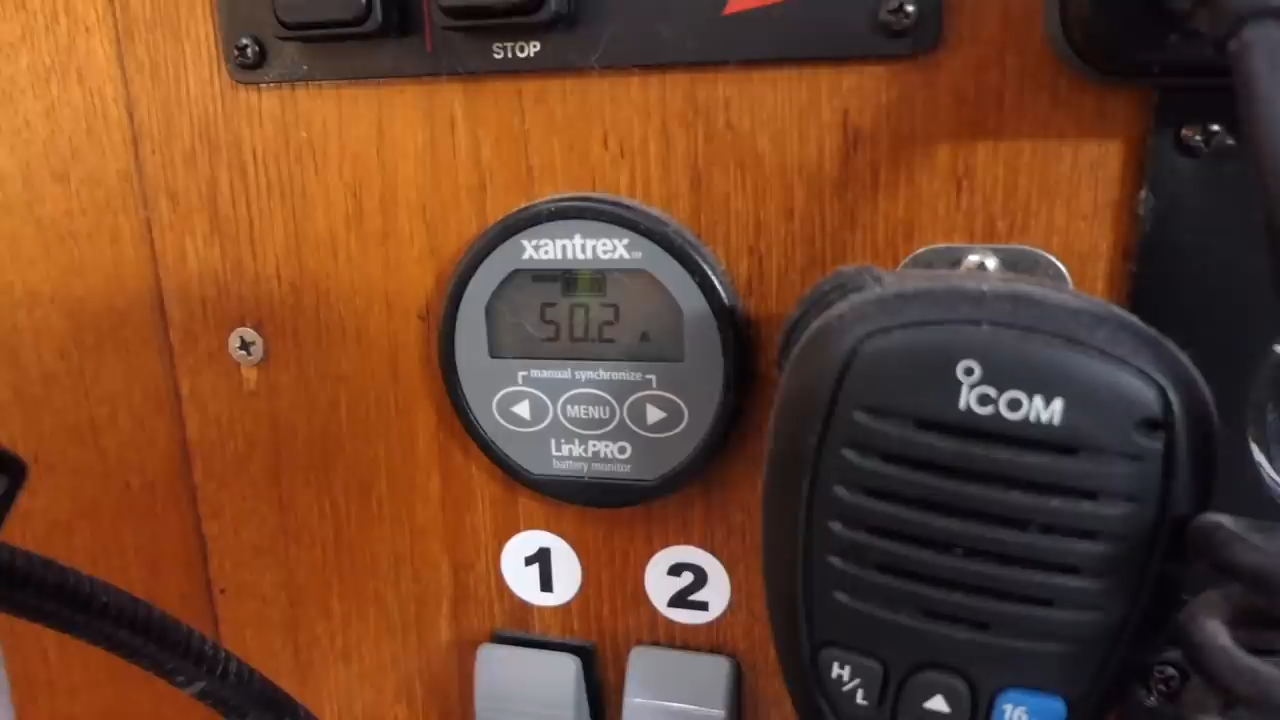 STOP
xantrex
50.2 A
manual synchronize
MENU
LinkPRO
battery monitor
icom
1
2
H/L
16